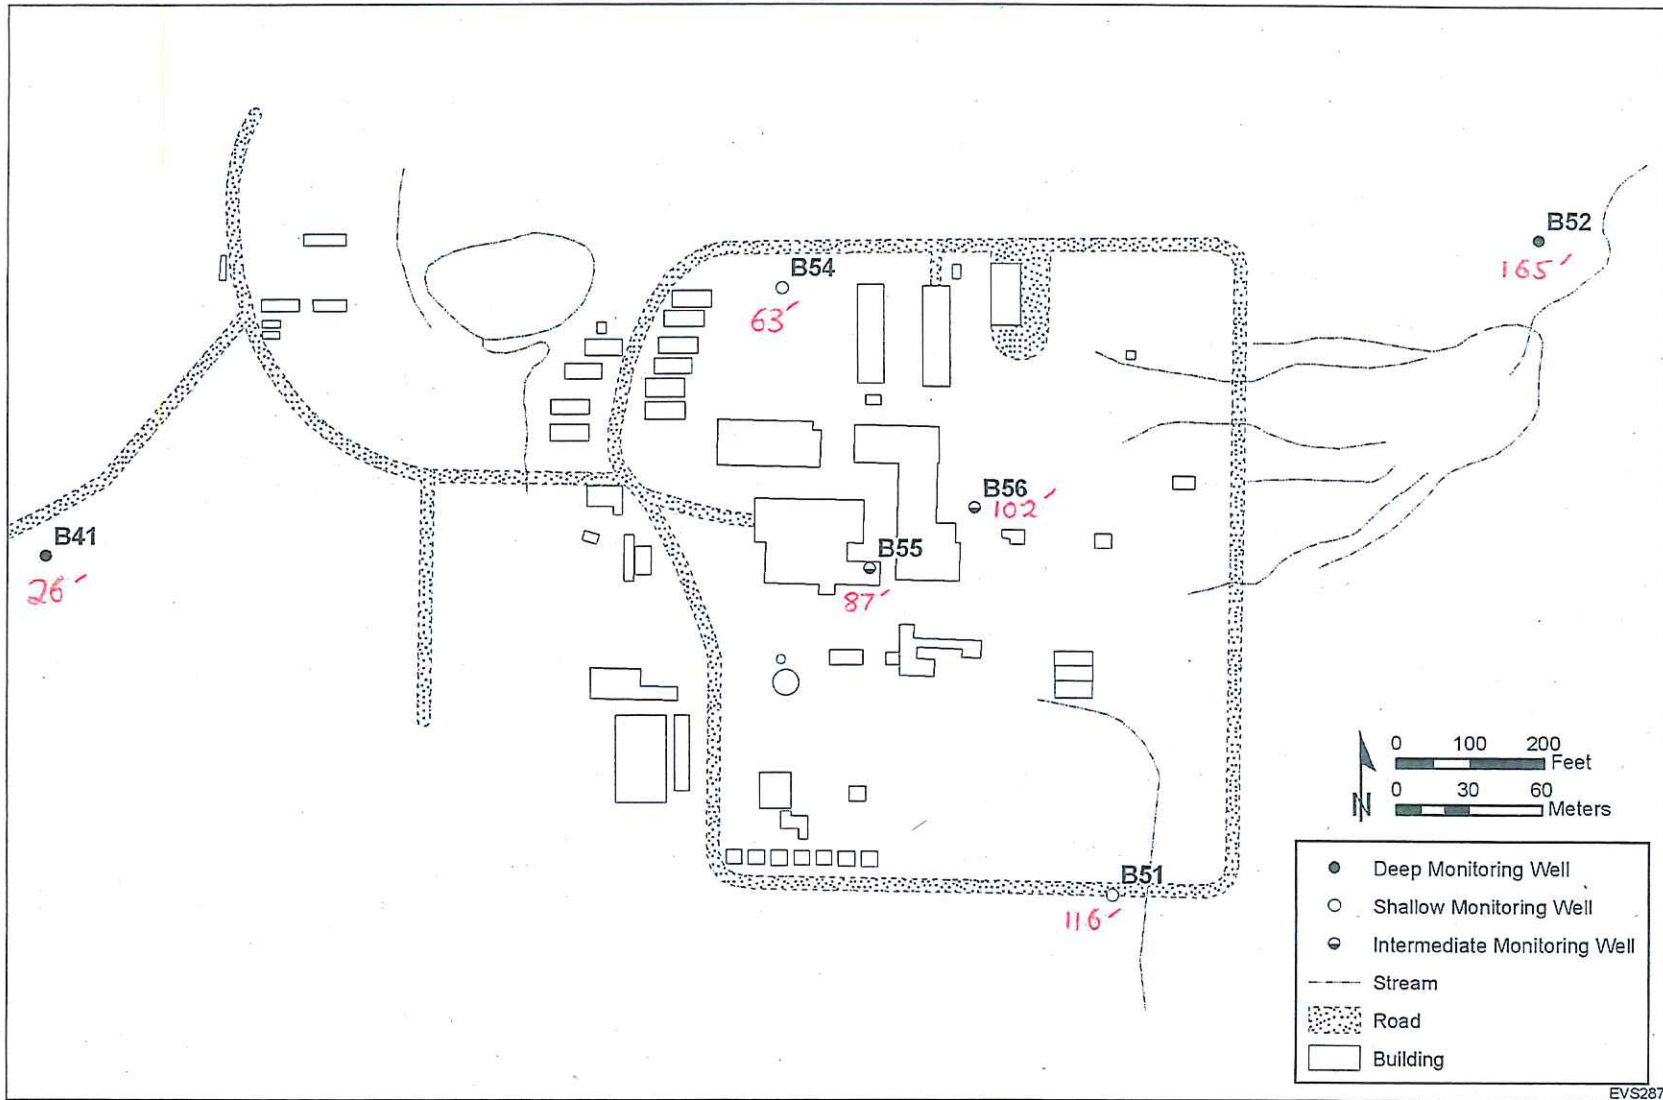 B52
165'
B54
63'
B56
102'
B41
26'
B55
87'
0 100 200
Feet
0 30 60
N
Meters
B51
116'
Deep Monitoring Well
Shallow Monitoring Well
Intermediate Monitoring Well
Stream
Road
Building
EVS287